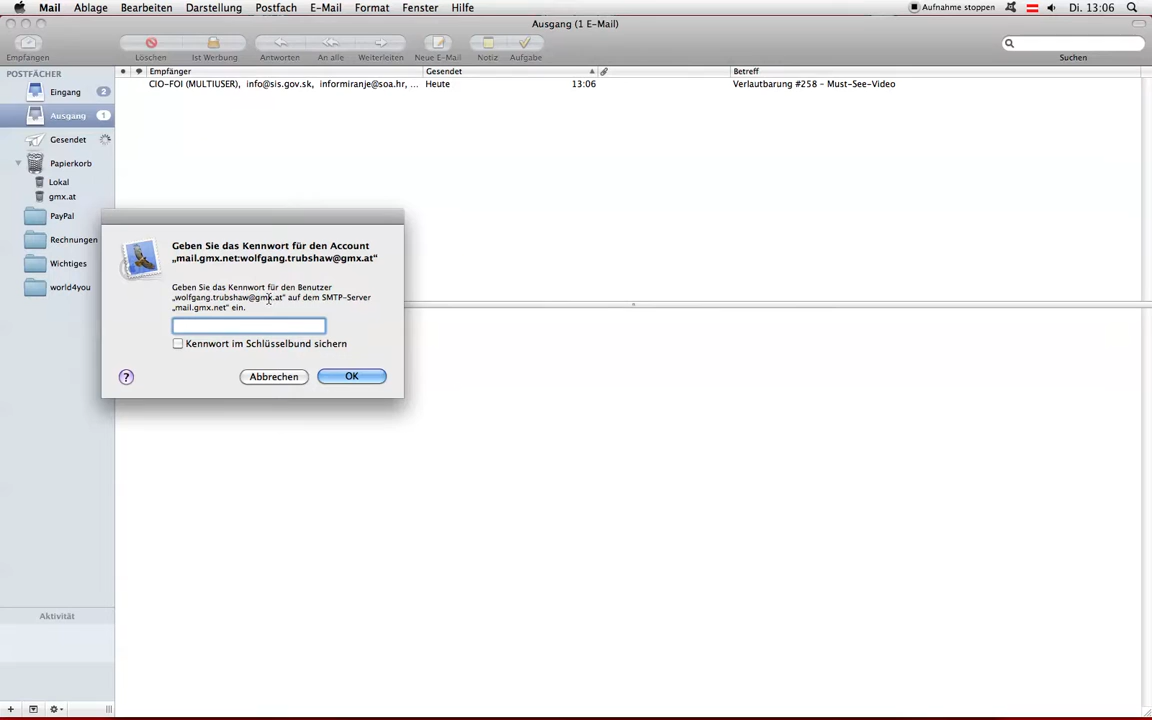 Mail Ablage Bearbeiten Darstellung Postfach E-Mail Format Fenster Hilfe Aufnahme stoppen Di. 13:06
Ausgang (1 E-Mail)
Empfangen Löschen Ist Werbung Antworten An alle Weiterleiten Neue E-Mail Notiz Aufgabe Suchen
POSTFÄCHER
Empfänger Gesendet Betreff
CIO-FOI (MULTIUSER), info@sis.gov.sk, informiranje@soa.hr, ... Heute 13:06 Verlautbarung #258 – Must-See-Video
Eingang 2
Ausgang 1
Gesendet
Papierkorb
Lokal
gmx.at
PayPal
Rechnungen
Wichtiges
world4you
Geben Sie das Kennwort für den Account
„mail.gmx.net:wolfgang.trubshaw@gmx.at“
Geben Sie das Kennwort für den Benutzer
„wolfgang.trubshaw@gmx.at“ auf dem SMTP-Server
„mail.gmx.net“ ein.
Kennwort im Schlüsselbund sichern
? Abbrechen OK
Aktivität